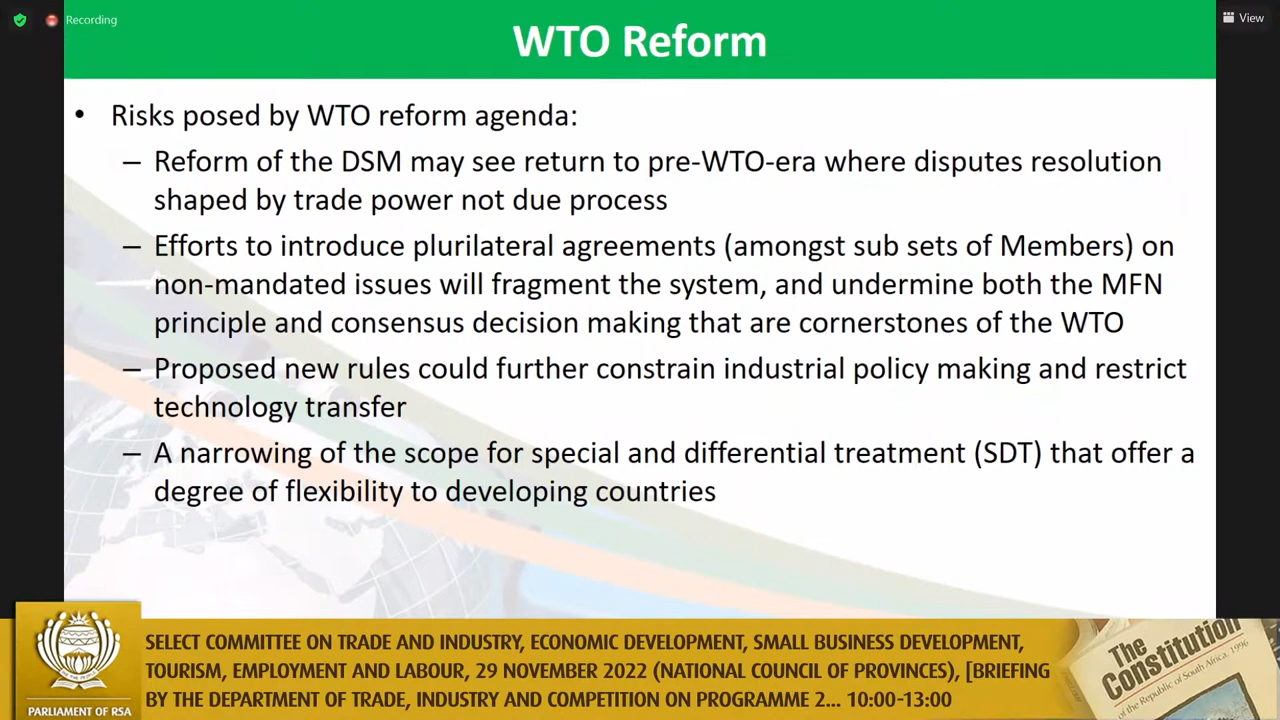 Recording
View
WTO Reform
• Risks posed by WTO reform agenda:
– Reform of the DSM may see return to pre-WTO-era where disputes resolution
shaped by trade power not due process
– Efforts to introduce plurilateral agreements (amongst sub sets of Members) on
non-mandated issues will fragment the system, and undermine both the MFN
principle and consensus decision making that are cornerstones of the WTO
– Proposed new rules could further constrain industrial policy making and restrict
technology transfer
– A narrowing of the scope for special and differential treatment (SDT) that offer a
degree of flexibility to developing countries
PARLIAMENT OF RSA
SELECT COMMITTEE ON TRADE AND INDUSTRY, ECONOMIC DEVELOPMENT, SMALL BUSINESS DEVELOPMENT,
TOURISM, EMPLOYMENT AND LABOUR, 29 NOVEMBER 2022 (NATIONAL COUNCIL OF PROVINCES), [BRIEFING
BY THE DEPARTMENT OF TRADE, INDUSTRY AND COMPETITION ON PROGRAMME 2... 10:00-13:00
The
Constitution
of the Republic of South Africa, 1996